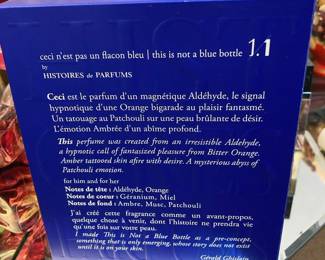 ceci n'est pas un flacon bleu | this is not a blue bottle 1.1
by
HISTOIRES de PARFUMS
Ceci est le parfum d'un magnétique Aldéhyde, le signal
hypnotique d'une Orange bigarade au plaisir fantasmé.
Un tatouage au Patchouli sur une peau brûlante de désir.
L'émotion Ambrée d'un abîme profond.
This perfume was created from an irresistible Aldehyde,
a hypnotic call of fantasized pleasure from Bitter Orange.
Amber tattooed skin afire with desire. A mysterious abyss of
Patchouli emotion.
for him and for her
Notes de tête : Aldéhyde, Orange
Notes de coeur : Géranium, Miel
Notes de fond : Ambre, Musc, Patchouli
J'ai créé cette fragrance comme un avant-propos,
quelque chose à venir, dont l'histoire ne prendra vie
qu'une fois sur votre peau.
I made This is Not a Blue Bottle as a pre-concept,
something that is only emerging, whose story does not exist
until it is on your skin.
Gérald Ghislain